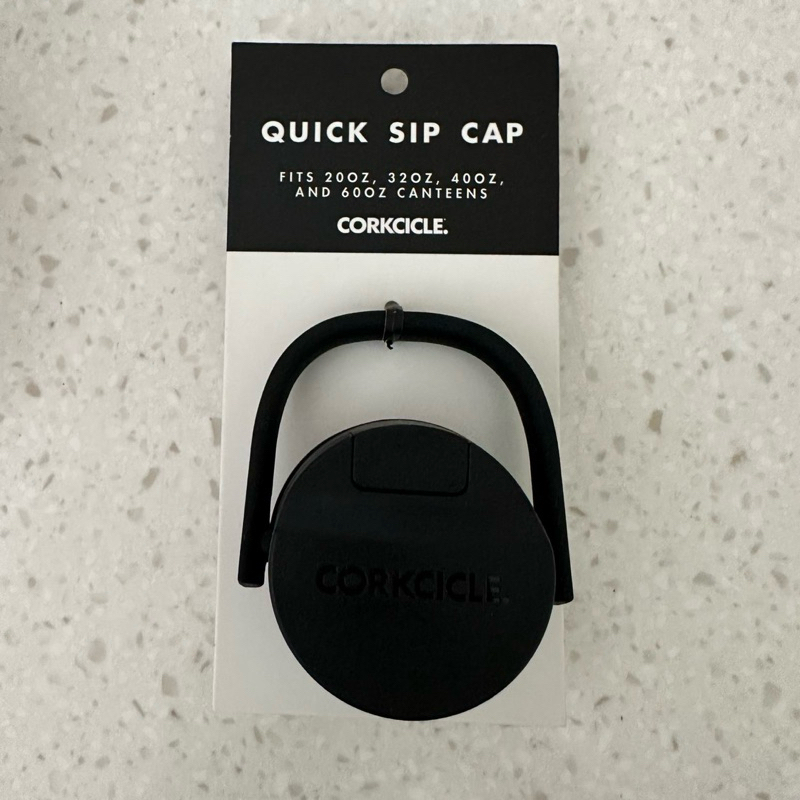 QUICK SIP CAP
FITS 20OZ, 32OZ, 40OZ,
AND 60OZ CANTEENS
CORKCICLE.
CORKCICLE.